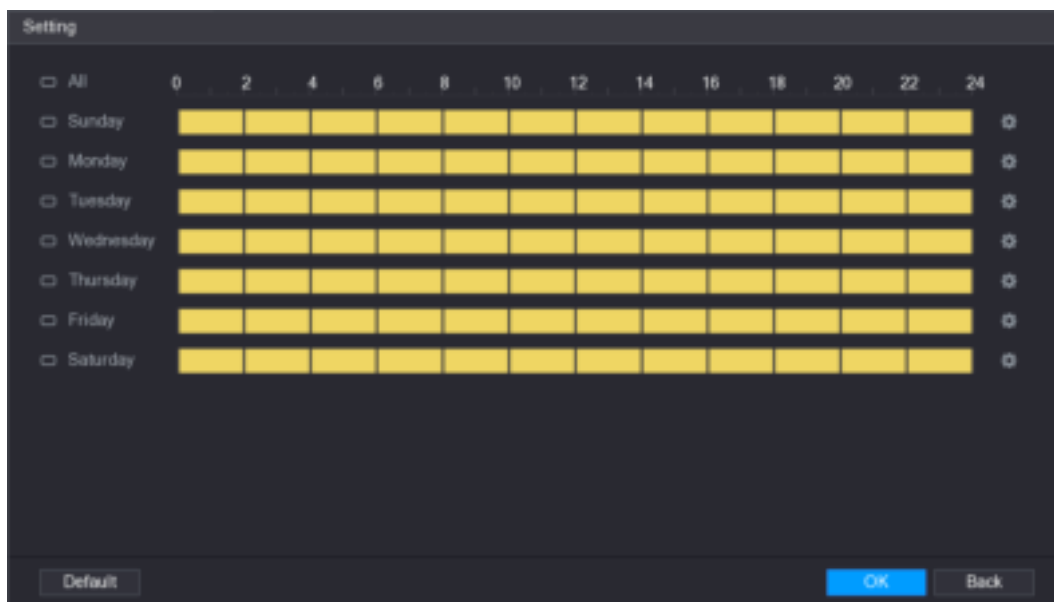 Setting
All 0 2 4 6 8 10 12 14 16 18 20 22 24
Sunday
Monday
Tuesday
Wednesday
Thursday
Friday
Saturday
Default OK Back